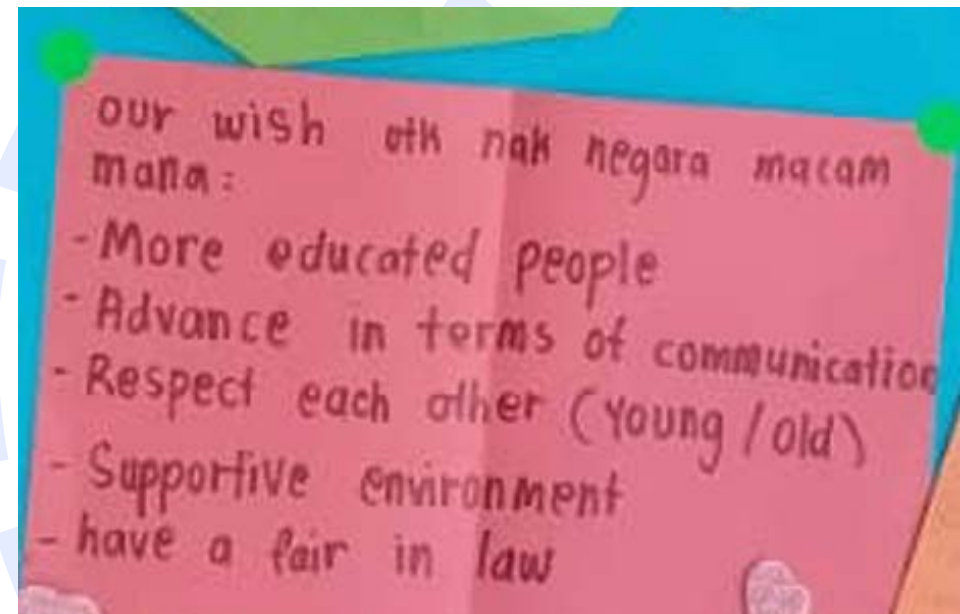 our wish otk nak negara macam
mana:
- More educated people
- Advance in terms of communication
- Respect each other (Young / Old)
- Supportive environment
- have a fair in law